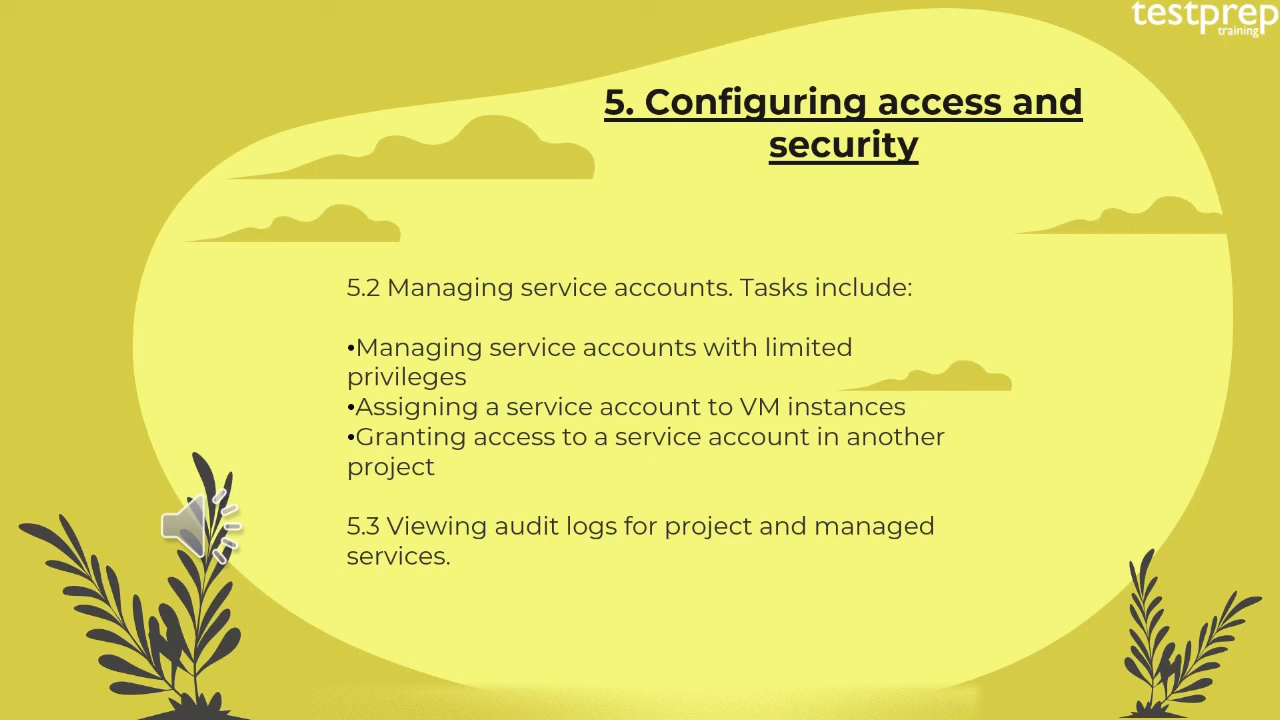 testprep
training
5. Configuring access and
security
5.2 Managing service accounts. Tasks include:
•Managing service accounts with limited
privileges
•Assigning a service account to VM instances
•Granting access to a service account in another
project
5.3 Viewing audit logs for project and managed
services.